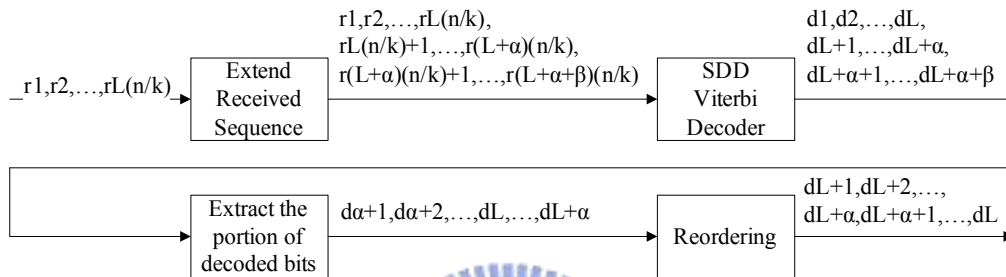 r1,r2,…,rL(n/k)
Extend
Received
Sequence
r1,r2,…,rL(n/k),
rL(n/k)+1,…,r(L+α)(n/k),
r(L+α)(n/k)+1,…,r(L+α+β)(n/k)
SDD
Viterbi
Decoder
d1,d2,…,dL,
dL+1,…,dL+α,
dL+α+1,…,dL+α+β
Extract the
portion of
decoded bits
dα+1,dα+2,…,dL,…,dL+α
Reordering
dL+1,dL+2,…,
dL+α,dL+α+1,…,dL